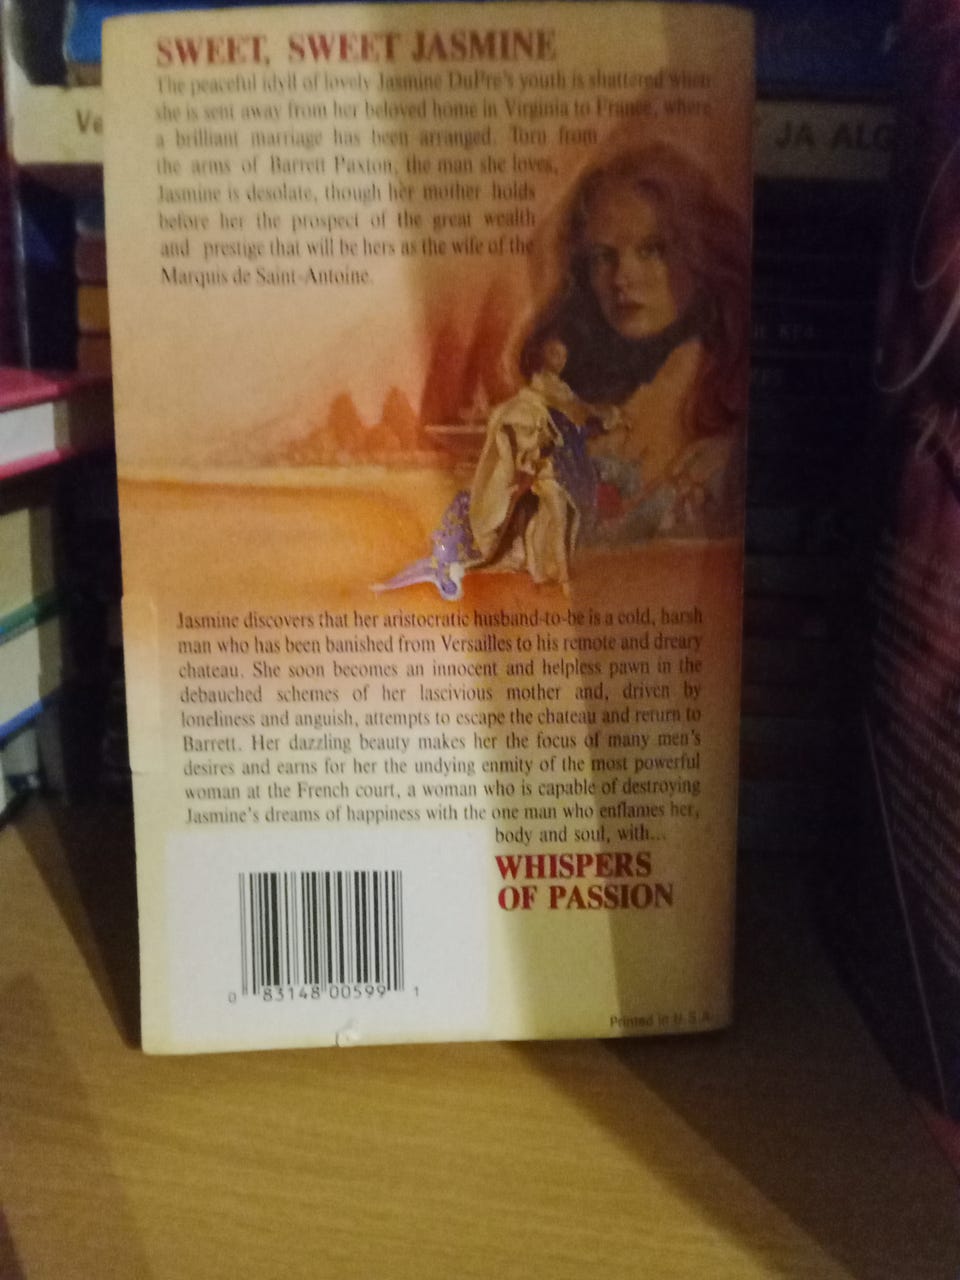 SWEET, SWEET JASMINE
The peaceful idyll of lovely Jasmine DuPre's youth is shattered when
she is sent away from her beloved home in Virginia to France, where
a brilliant marriage has been arranged. Torn from
the arms of Barrett Paxton, the man she loves,
Jasmine is desolate, though her mother holds
before her the prospect of the great wealth
and prestige that will be hers as the wife of the
Marquis de Saint-Antoine.
Jasmine discovers that her aristocratic husband-to-be is a cold, harsh
man who has been banished from Versailles to his remote and dreary
chateau. She soon becomes an innocent and helpless pawn in the
debauched schemes of her lascivious mother and, driven by
loneliness and anguish, attempts to escape the chateau and return to
Barrett. Her dazzling beauty makes her the focus of many men's
desires and earns for her the undying enmity of the most powerful
woman at the French court, a woman who is capable of destroying
Jasmine's dreams of happiness with the one man who enflames her,
body and soul, with...
WHISPERS
OF PASSION
0 83148 00599 1
Printed in U.S.A.
JA ALG